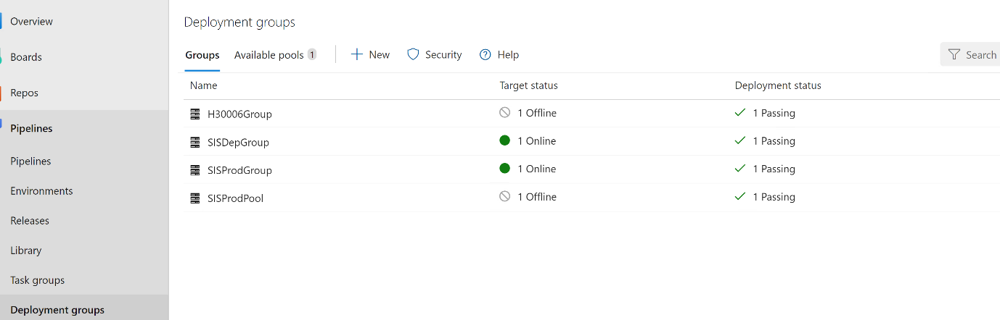 Overview
Boards
Repos
Pipelines
Pipelines
Environments
Releases
Library
Task groups
Deployment groups
Deployment groups
Groups Available pools 1 New Security Help Search
Name Target status Deployment status
H30006Group 1 Offline 1 Passing
SISDepGroup 1 Online 1 Passing
SISProdGroup 1 Online 1 Passing
SISProdPool 1 Offline 1 Passing